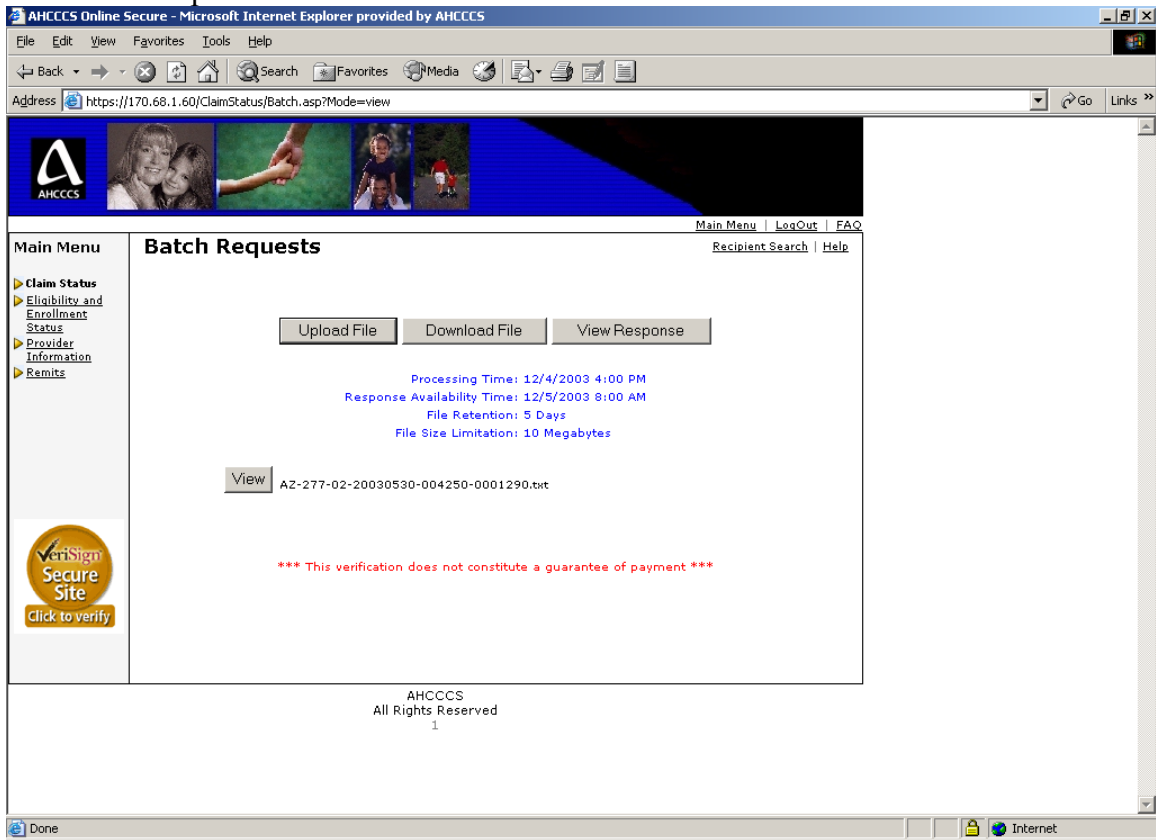 AHCCCS Online Secure - Microsoft Internet Explorer provided by AHCCCS
File Edit View Favorites Tools Help
Back Search Favorites Media
Address https://170.68.1.60/ClaimStatus/Batch.asp?Mode=view Go Links »
AHCCCS
Main Menu | LogOut | FAQ
Main Menu
Batch Requests
Recipient Search | Help
Claim Status
Eligibility and
Enrollment
Status
Provider
Information
Remits
Upload File Download File View Response
Processing Time: 12/4/2003 4:00 PM
Response Availability Time: 12/5/2003 8:00 AM
File Retention: 5 Days
File Size Limitation: 10 Megabytes
View AZ-277-02-20030530-004250-0001290.txt
VeriSign
Secure
Site
Click to verify
*** This verification does not constitute a guarantee of payment ***
AHCCCS
All Rights Reserved
1
Done Internet